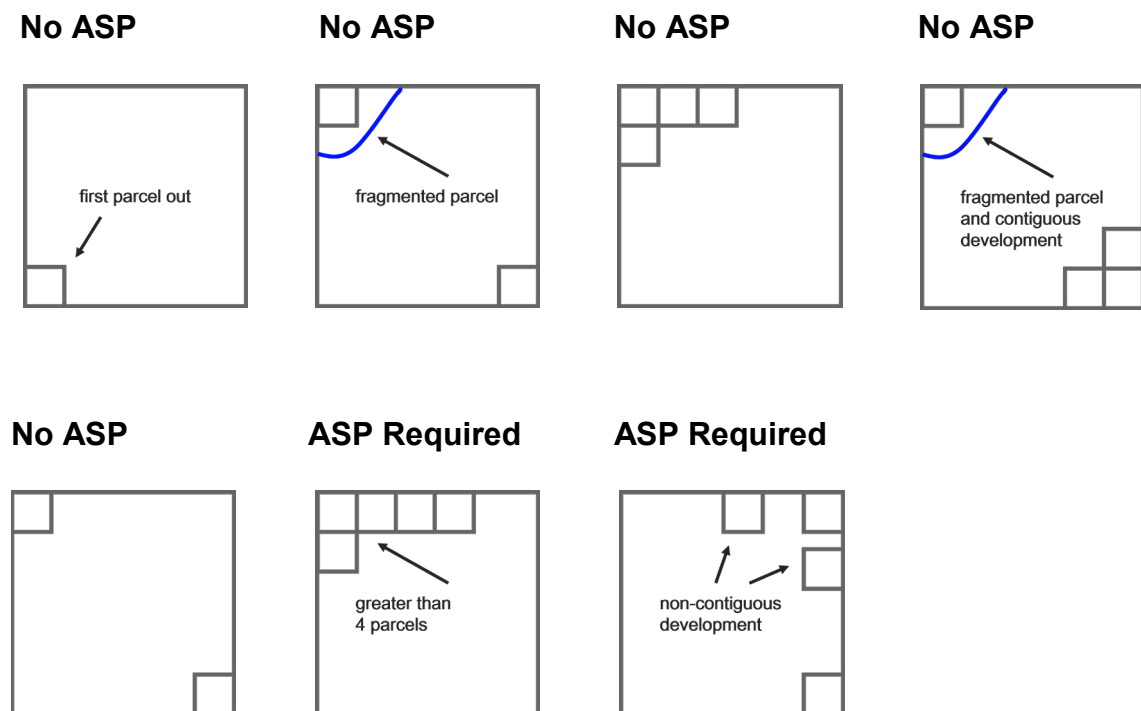 No ASP
No ASP
No ASP
No ASP
first parcel out
fragmented parcel
fragmented parcel
and contiguous
development
No ASP
ASP Required
ASP Required
greater than
4 parcels
non-contiguous
development